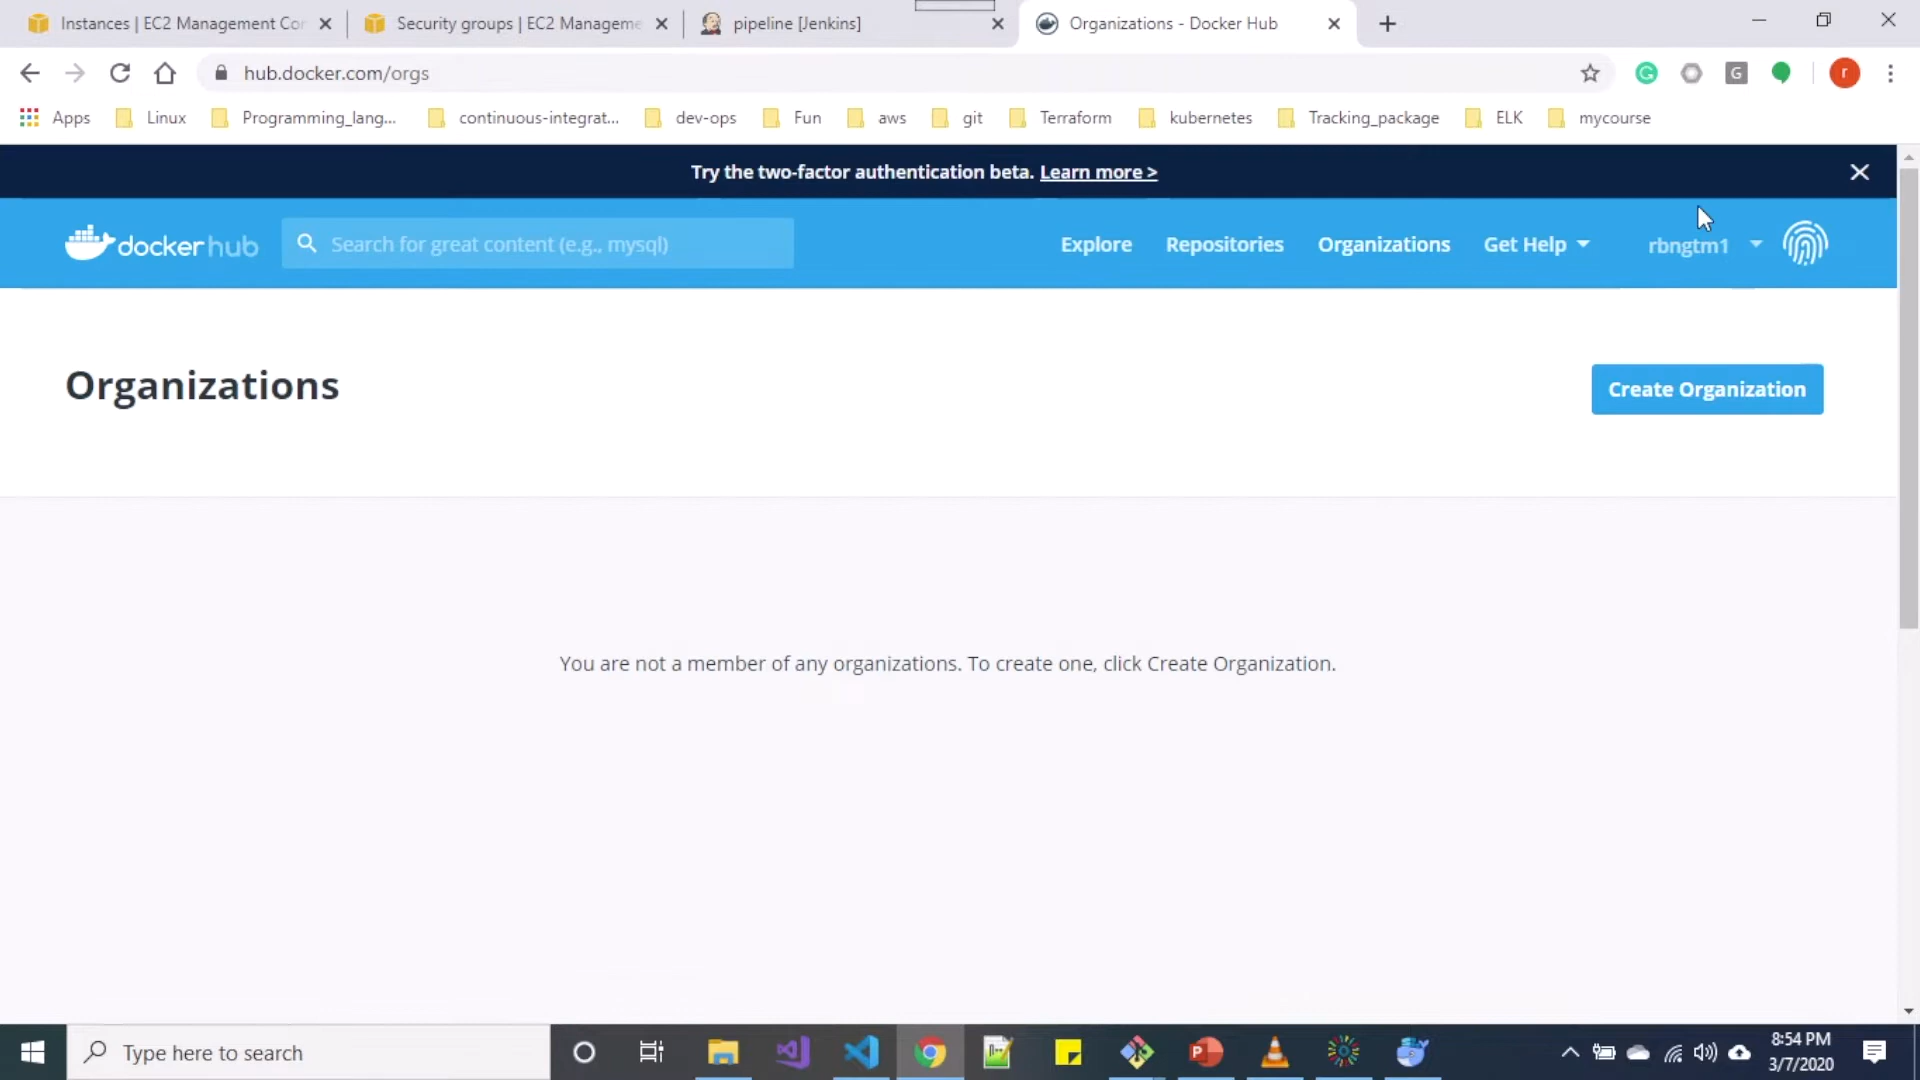 Instances | EC2 Management Con
Security groups | EC2 Manageme
pipeline [Jenkins]
Organizations - Docker Hub
hub.docker.com/orgs
r
Apps
Linux
Programming_lang...
continuous-integrat...
dev-ops
Fun
aws
git
Terraform
kubernetes
Tracking_package
ELK
mycourse
Try the two-factor authentication beta. Learn more >
docker hub
Search for great content (e.g., mysql)
Explore
Repositories
Organizations
Get Help
rbngtm1
Organizations
Create Organization
You are not a member of any organizations. To create one, click Create Organization.
Type here to search
8:54 PM
3/7/2020